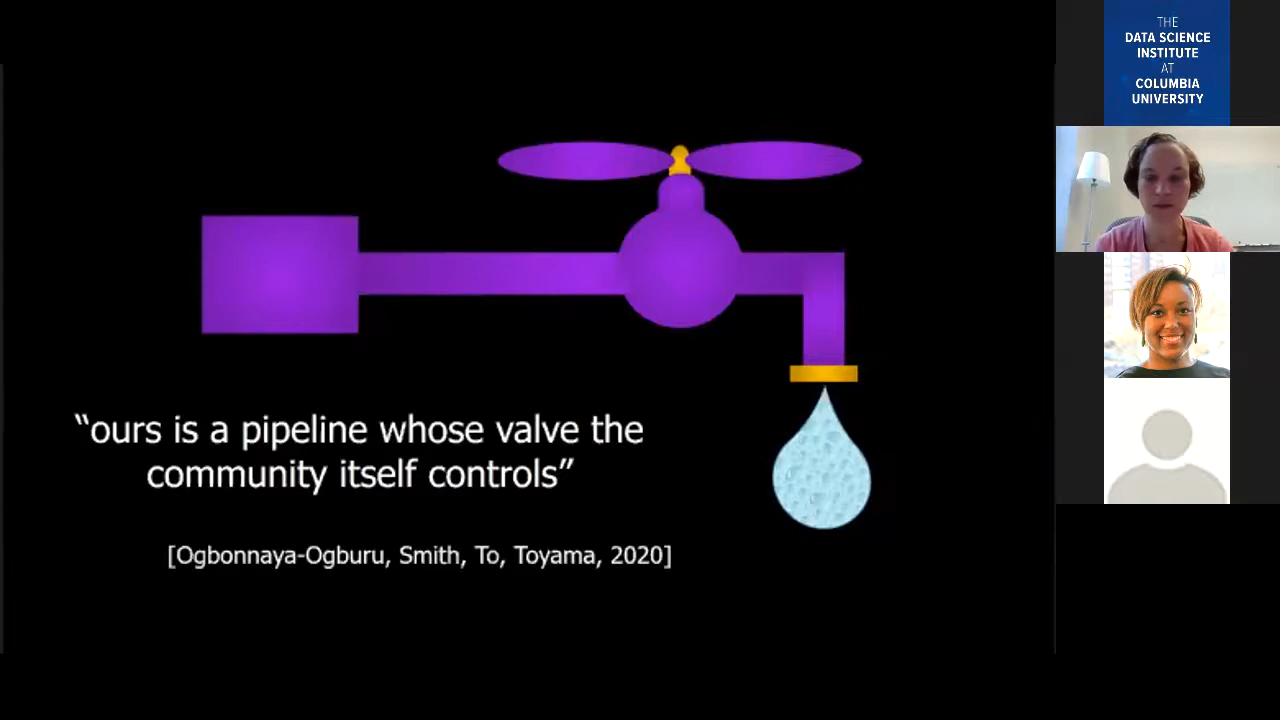 “ours is a pipeline whose valve the
community itself controls”
[Ogbonnaya-Ogburu, Smith, To, Toyama, 2020]
THE
DATA SCIENCE
INSTITUTE
AT
COLUMBIA
UNIVERSITY